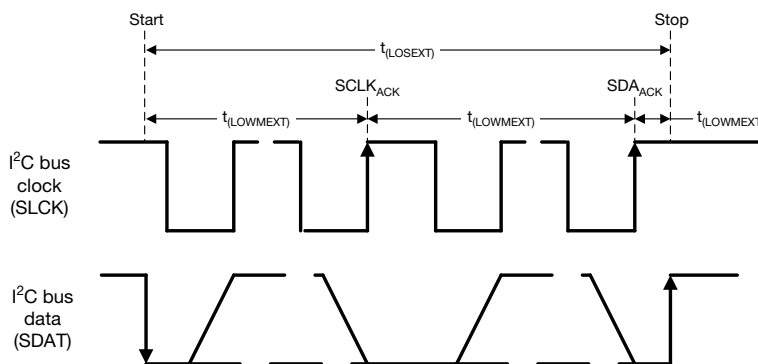 Start
Stop
t(LOSEXT)
SCLKACK
SDAACK
t(LOWMEXT)
t(LOWMEXT)
t(LOWMEXT)
I²C bus
clock
(SLCK)
I²C bus
data
(SDAT)